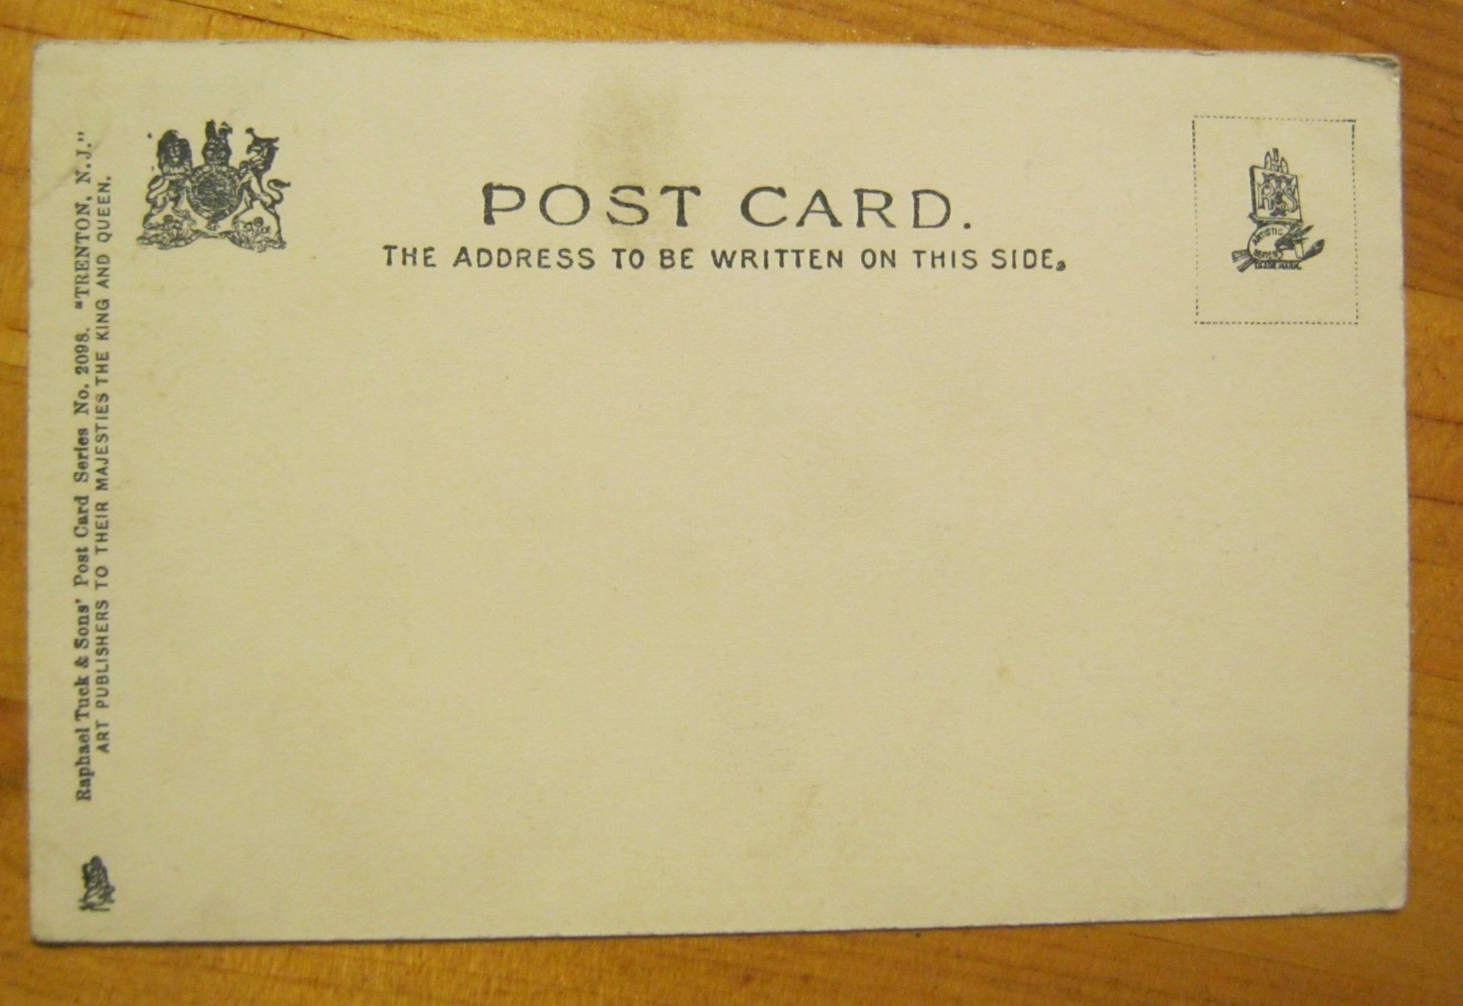 POST CARD.
THE ADDRESS TO BE WRITTEN ON THIS SIDE.
Raphael Tuck & Sons' Post Card Series No. 2098. "TRENTON, N.J."
ART PUBLISHERS TO THEIR MAJESTIES THE KING AND QUEEN.
ARTISTIC